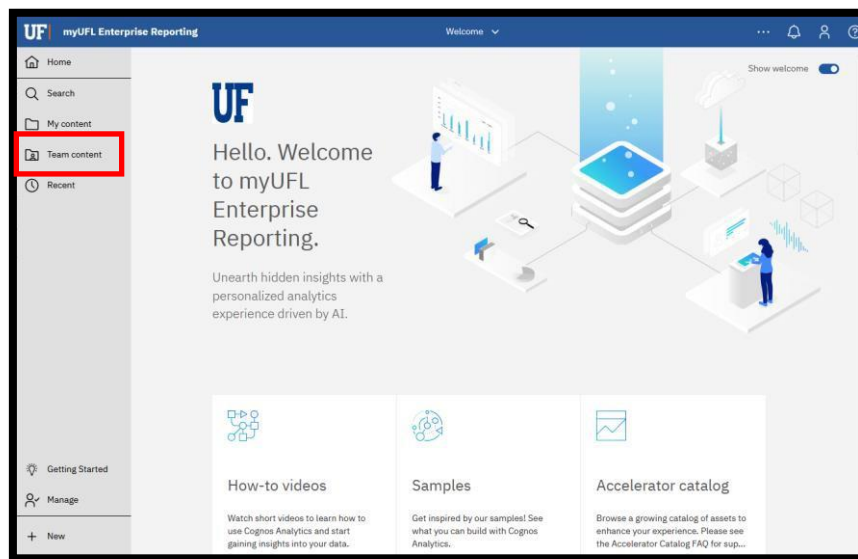 UF myUFL Enterprise Reporting
Welcome
Home
Search
My content
Team content
Recent
Show welcome
UF
Hello. Welcome
to myUFL
Enterprise
Reporting.
Unearth hidden insights with a
personalized analytics
experience driven by AI.
Getting Started
Manage
New
How-to videos
Watch short videos to learn how to
use Cognos Analytics and start
gaining insights into your data.
Samples
Get inspired by our samples! See
what you can build with Cognos
Analytics.
Accelerator catalog
Browse a growing catalog of assets to
enhance your experience. Please see
the Accelerator Catalog FAQ for sup...